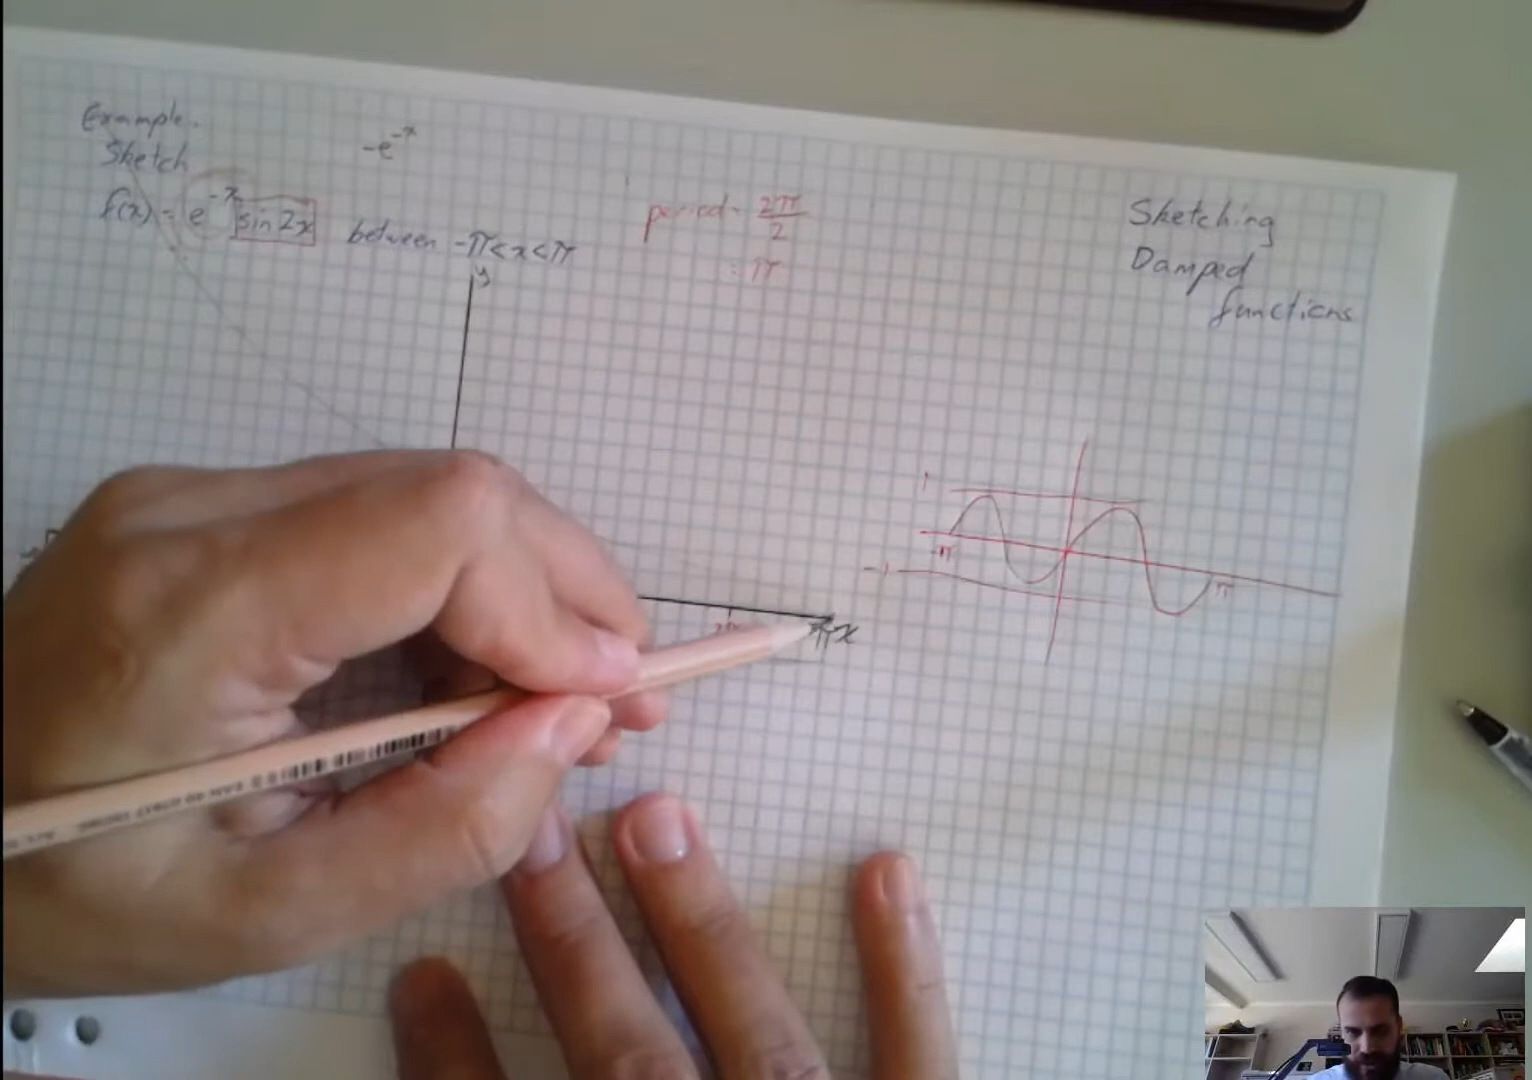 Example.
Sketch
-e^-x
f(x) = e^-x sin 2x between -π<x<π
period = 2π/2
= π
Sketching
Damped
functions
y
x
π
1
-1
-π
π